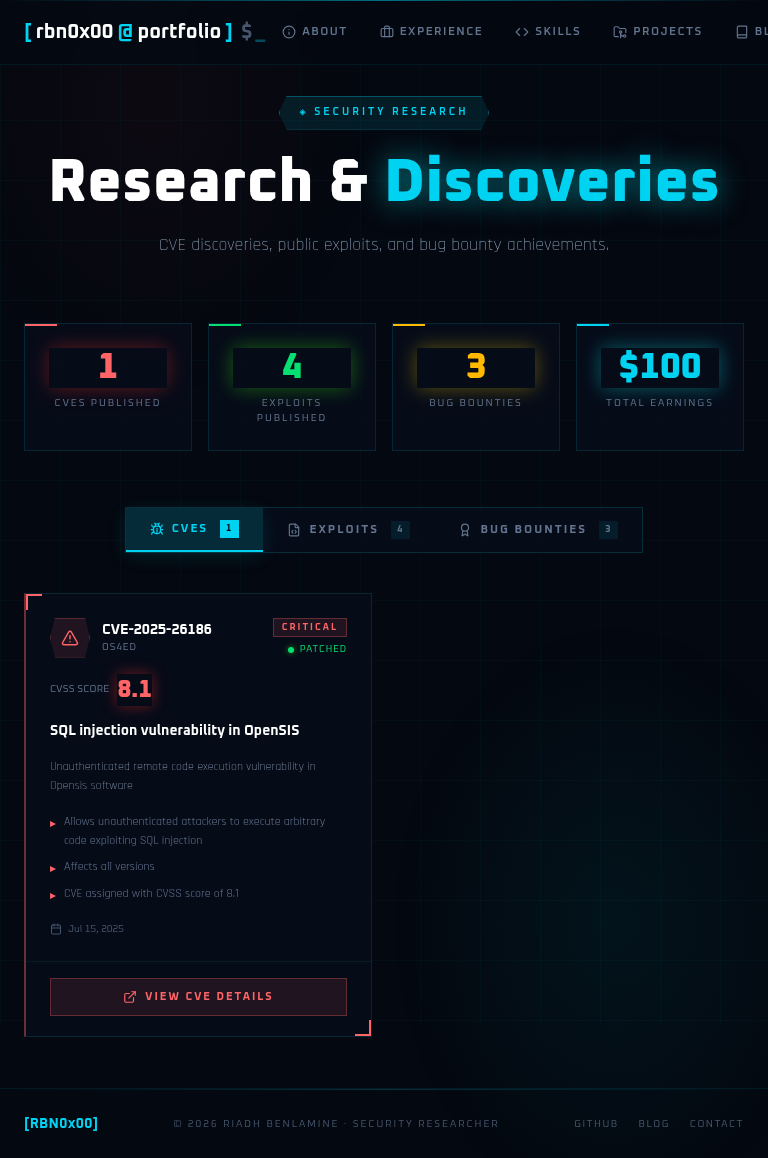 [ rbn0x00 @ portfolio ] $_ ABOUT EXPERIENCE SKILLS PROJECTS BL
◈ SECURITY RESEARCH
Research & Discoveries
CVE discoveries, public exploits, and bug bounty achievements.
1
CVES PUBLISHED
4
EXPLOITS
PUBLISHED
3
BUG BOUNTIES
$100
TOTAL EARNINGS
CVES 1 EXPLOITS 4 BUG BOUNTIES 3
CVE-2025-26186
OS4ED
CRITICAL
PATCHED
CVSS SCORE 8.1
SQL injection vulnerability in OpenSIS
Unauthenticated remote code execution vulnerability in
Opensis software
▸ Allows unauthenticated attackers to execute arbitrary
code exploiting SQL injection
▸ Affects all versions
▸ CVE assigned with CVSS score of 8.1
Jul 15, 2025
VIEW CVE DETAILS
[RBN0x00] © 2026 RIADH BENLAMINE · SECURITY RESEARCHER GITHUB BLOG CONTACT